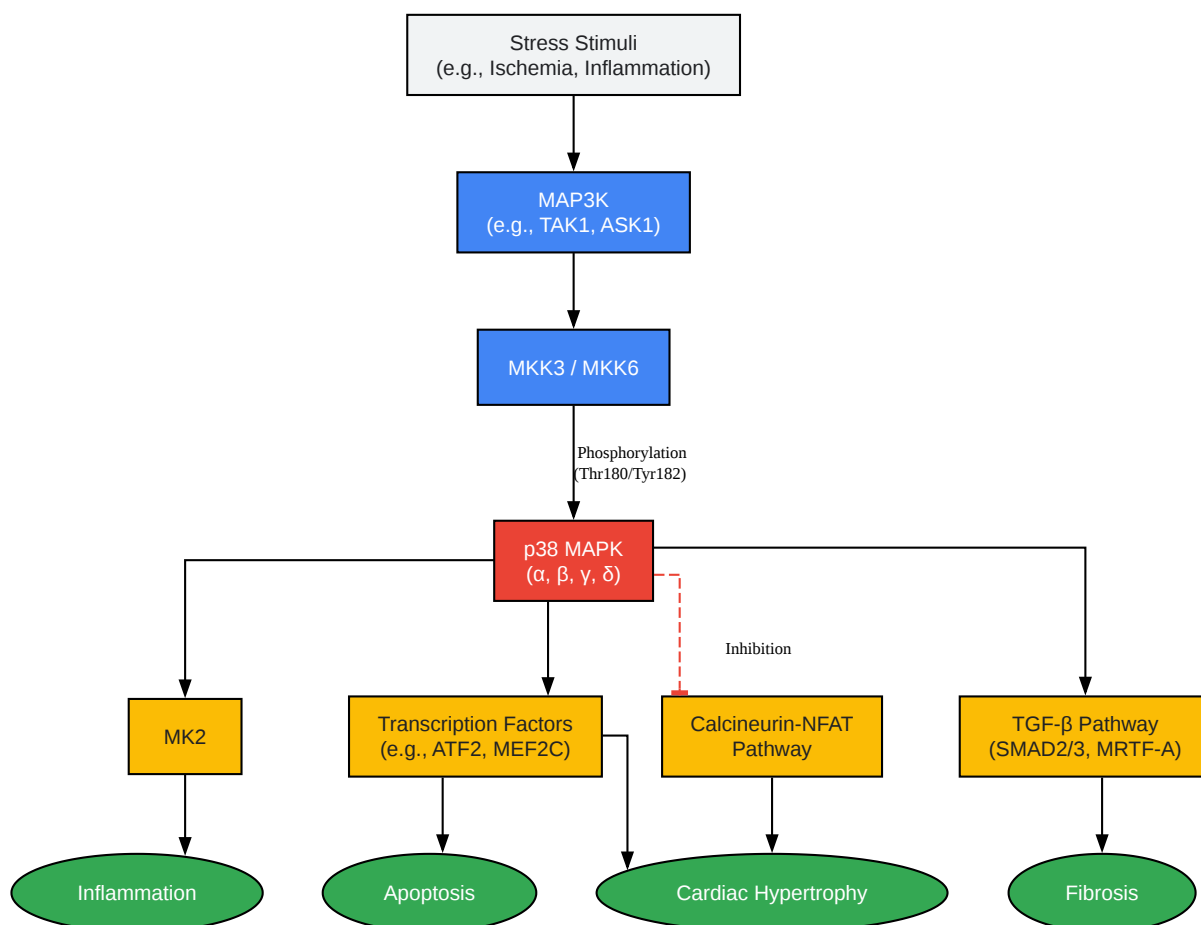 Stress Stimuli
(e.g., Ischemia, Inflammation)
MAP3K
(e.g., TAK1, ASK1)
MKK3 / MKK6
Phosphorylation
(Thr180/Tyr182)
p38 MAPK
(α, β, γ, δ)
Inhibition
MK2
Transcription Factors
(e.g., ATF2, MEF2C)
Calcineurin-NFAT
Pathway
TGF-β Pathway
(SMAD2/3, MRTF-A)
Inflammation
Apoptosis
Cardiac Hypertrophy
Fibrosis